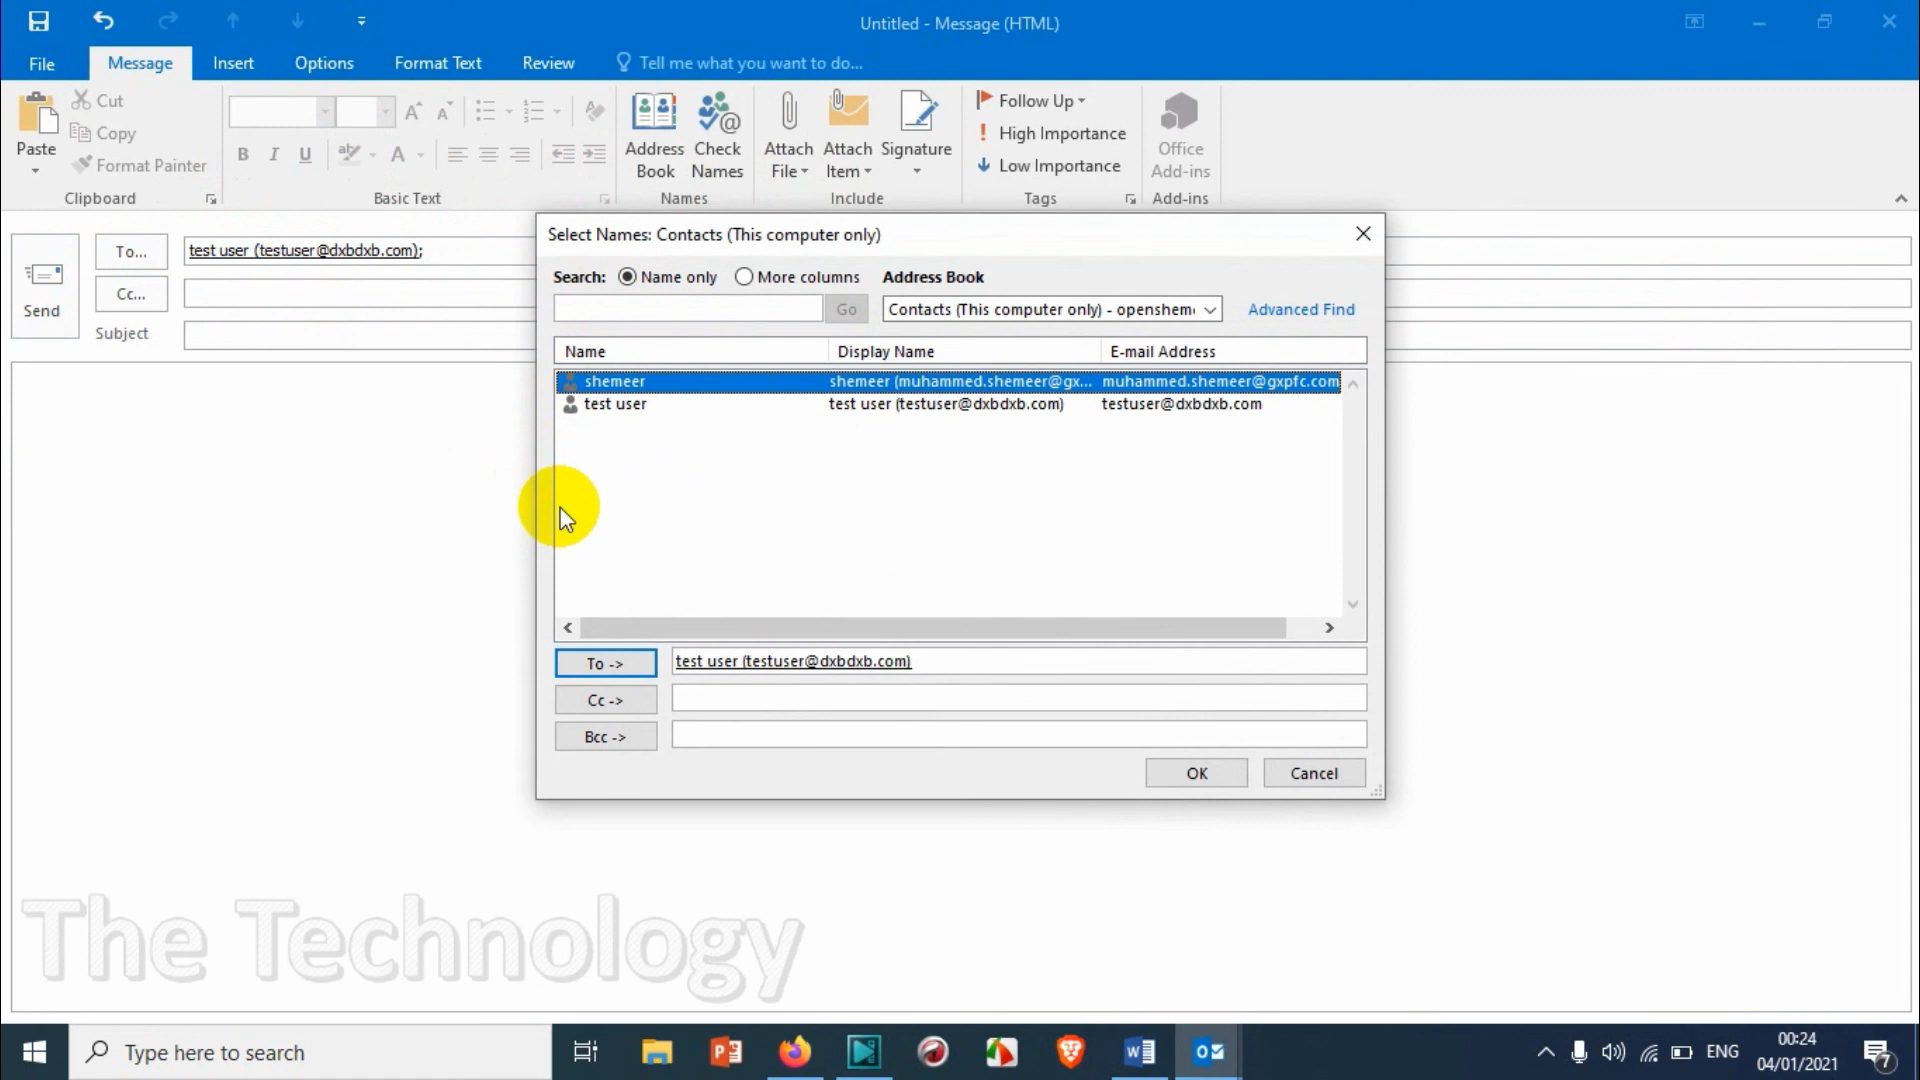 Untitled - Message (HTML)
File Message Insert Options Format Text Review Tell me what you want to do...
Paste
Cut
Copy
Format Painter
Clipboard
B I U A
Basic Text
Address Book
Check Names
Names
Attach File
Attach Item
Signature
Include
Follow Up
High Importance
Low Importance
Tags
Office Add-ins
Add-ins
Send
To... test user (testuser@dxbdxb.com);
Cc...
Subject
Select Names: Contacts (This computer only)
Search: Name only More columns Address Book
Go Contacts (This computer only) - openshem Advanced Find
Name Display Name E-mail Address
shemeer shemeer (muhammed.shemeer@gx... muhammed.shemeer@gxpfc.com
test user test user (testuser@dxbdxb.com) testuser@dxbdxb.com
To -> test user (testuser@dxbdxb.com)
Cc ->
Bcc ->
OK Cancel
The Technology
Type here to search
ENG
00:24
04/01/2021
7